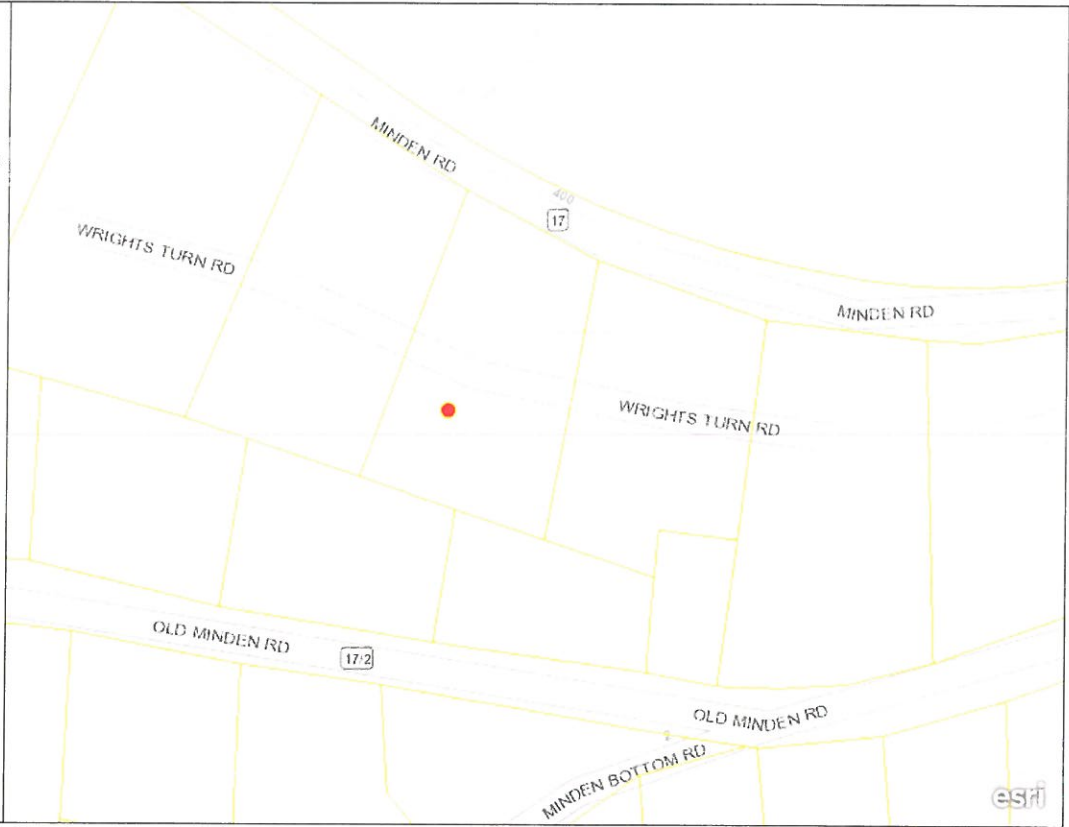 MINDEN RD
400
17
WRIGHTS TURN RD
MINDEN RD
WRIGHTS TURN RD
OLD MINDEN RD
17/2
OLD MINDEN RD
MINDEN BOTTOM RD
esri